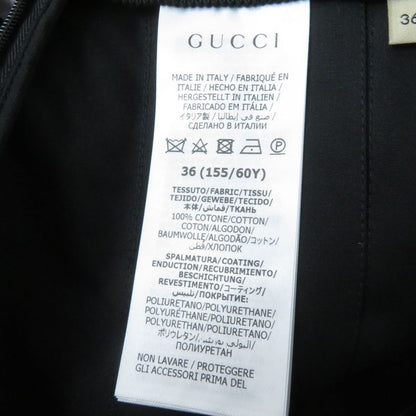 36
GUCCI
MADE IN ITALY / FABRIQUÉ EN
ITALIE / HECHO EN ITALIA /
HERGESTELLT IN ITALIEN /
FABRICADO EM ITÁLIA /
イタリア製 / صنع في إيطاليا /
СДЕЛАНО В ИТАЛИИ
36 (155/60Y)
TESSUTO/FABRIC/TISSU/
TEJIDO/GEWEBE/TECIDO/
本体/قماش/ТКАНЬ
100% COTONE/COTTON/
COTON/ALGODON/
BAUMWOLLE/ALGODÃO/コットン/
قطن/ХЛОПОК
SPALMATURA/COATING/
ENDUCTION/RECUBRIMIENTO/
BESCHICHTUNG/
REVESTIMENTO/コーティング/
تلبيس/ПОКРЫТИЕ:
POLIURETANO/POLYURETHANE/
POLYURÉTHANE/POLIURETANO/
POLYURETHAN/POLIURETANO/
ポリウレタン/البولي يوريثين/
ПОЛИУРЕТАН
NON LAVARE / PROTEGGERE
GLI ACCESSORI PRIMA DEL